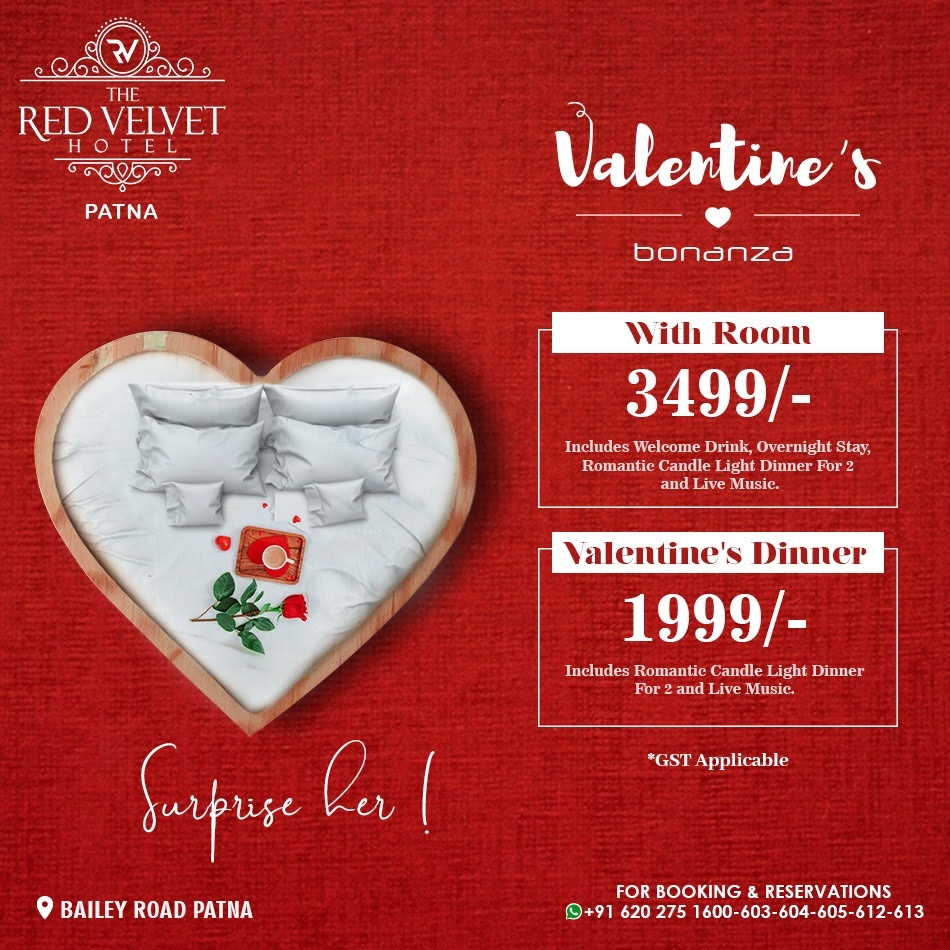 RV
THE
RED VELVET
HOTEL
PATNA
Valentine's
bonanza
With Room
3499/-
Includes Welcome Drink, Overnight Stay,
Romantic Candle Light Dinner For 2
and Live Music.
Valentine's Dinner
1999/-
Includes Romantic Candle Light Dinner
For 2 and Live Music.
*GST Applicable
Surprise her !
BAILEY ROAD PATNA
FOR BOOKING & RESERVATIONS
+91 620 275 1600-603-604-605-612-613